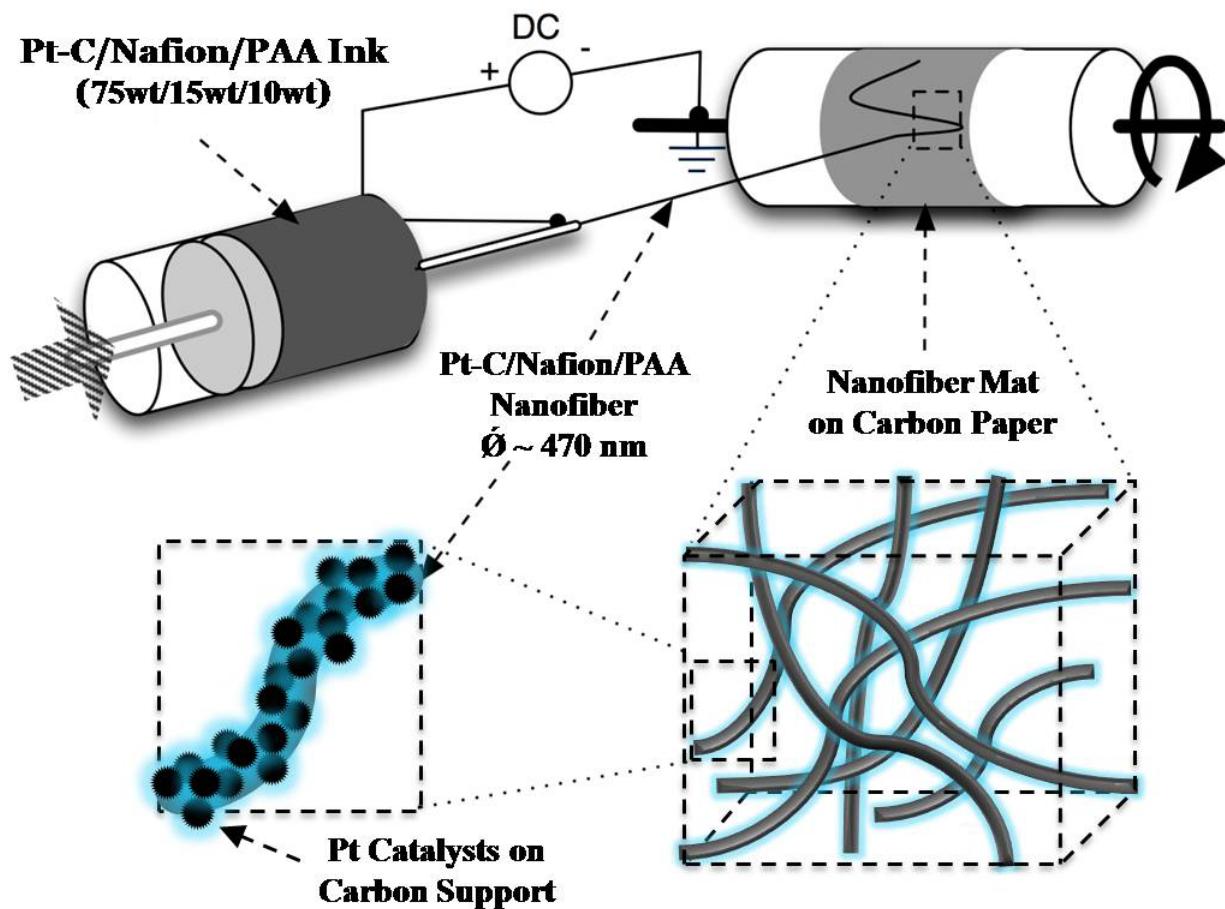 Pt-C/Nafion/PAA Ink
(75wt/15wt/10wt)
DC
+
-
Pt-C/Nafion/PAA
Nanofiber
Ǿ ~ 470 nm
Nanofiber Mat
on Carbon Paper
Pt Catalysts on
Carbon Support